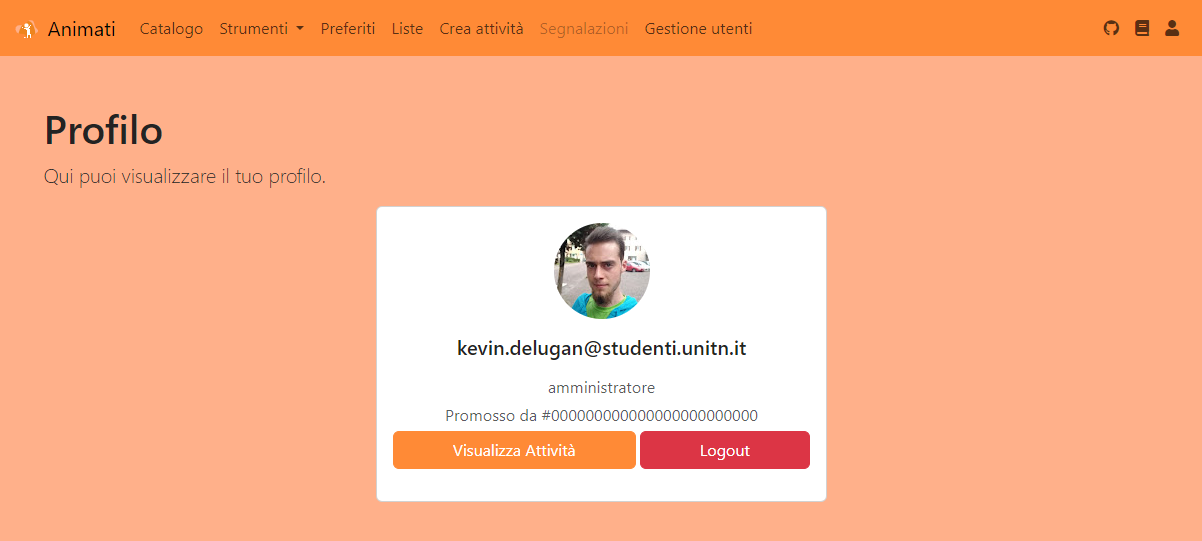 Animati Catalogo Strumenti Preferiti Liste Crea attività Segnalazioni Gestione utenti
Profilo
Qui puoi visualizzare il tuo profilo.
kevin.delugan@studenti.unitn.it
amministratore
Promosso da #000000000000000000000000
Visualizza Attività Logout